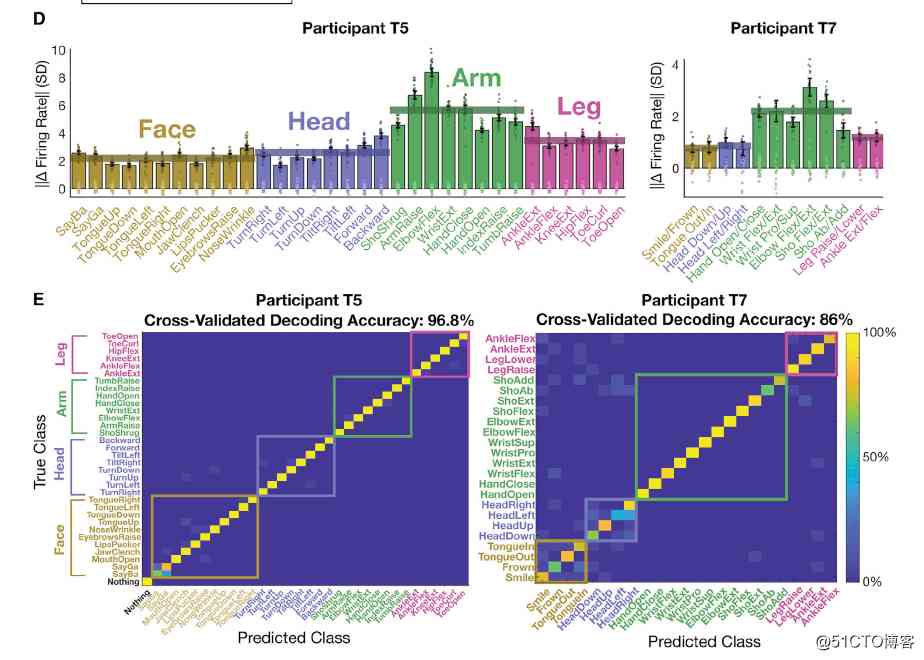 D
Participant T5
Participant T7
||Δ Firing Rate|| (SD)
10
8
6
4
2
0
Face
Head
Arm
Leg
SayBa
SayGa
TongueUp
TongueDown
TongueLeft
TongueRight
MouthOpen
JawClench
LipsPucker
EyebrowsRaise
NoseWrinkle
TurnRight
TurnLeft
TurnUp
TurnDown
TiltRight
TiltLeft
Forward
Backward
ShoShrug
ArmRaise
ElbowFlex
WristExt
HandClose
HandOpen
IndexRaise
TumbRaise
AnkleExt
AnkleFlex
KneeExt
HipFlex
ToeCurl
ToeOpen
||Δ Firing Rate|| (SD)
4
2
0
Smile/Frown
Tongue Out/In
Head Down/Up
Head Left/Right
Hand Open/Close
Wrist Flex/Ext
Wrist Pro/Sup
Elbow Flex/Ext
Sho Flex/Ext
Sho Ab/Add
Leg Raise/Lower
Ankle Ext/Flex
E
Participant T5
Cross-Validated Decoding Accuracy: 96.8%
True Class
Leg
Arm
Head
Face
ToeOpen
ToeCurl
HipFlex
KneeExt
AnkleFlex
AnkleExt
TumbRaise
IndexRaise
HandOpen
HandClose
WristExt
ElbowFlex
ArmRaise
ShoShrug
Backward
Forward
TiltLeft
TiltRight
TurnDown
TurnUp
TurnLeft
TurnRight
TongueRight
TongueLeft
TongueDown
TongueUp
NoseWrinkle
EyebrowsRaise
LipsPucker
JawClench
MouthOpen
SayGa
SayBa
Nothing
Nothing
Predicted Class
Participant T7
Cross-Validated Decoding Accuracy: 86%
AnkleFlex
AnkleExt
LegLower
LegRaise
ShoAdd
ShoAb
ShoExt
ShoFlex
ElbowExt
ElbowFlex
WristSup
WristPro
WristExt
WristFlex
HandClose
HandOpen
HeadRight
HeadLeft
HeadUp
HeadDown
TongueIn
TongueOut
Frown
Smile
Smile
Frown
TongueOut
TongueIn
HeadDown
HeadUp
HeadLeft
HeadRight
HandOpen
ShoAdd
LegRaise
LegLower
AnkleExt
AnkleFlex
Predicted Class
100%
50%
0%
@51CTO博客